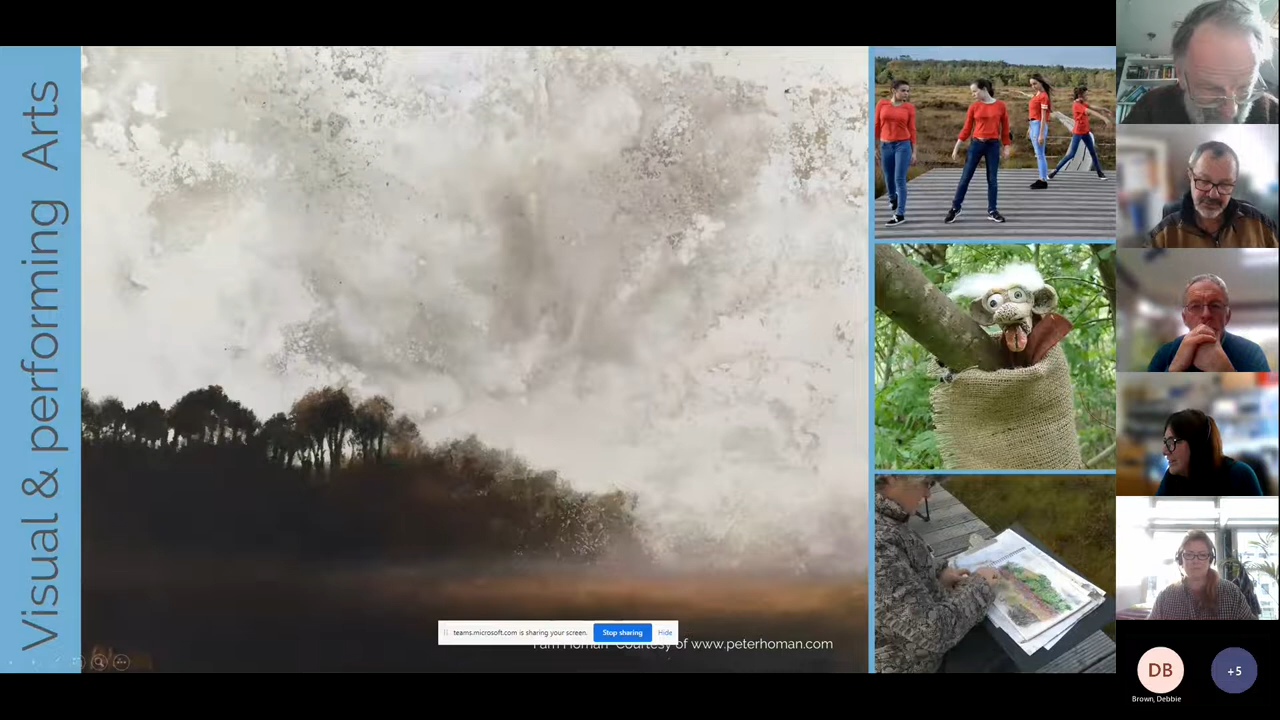 Visual & performing Arts
teams.microsoft.com is sharing your screen.
Stop sharing
Hide
Homan Courtesy of www.peterhoman.com
DB
Brown, Debbie
+5